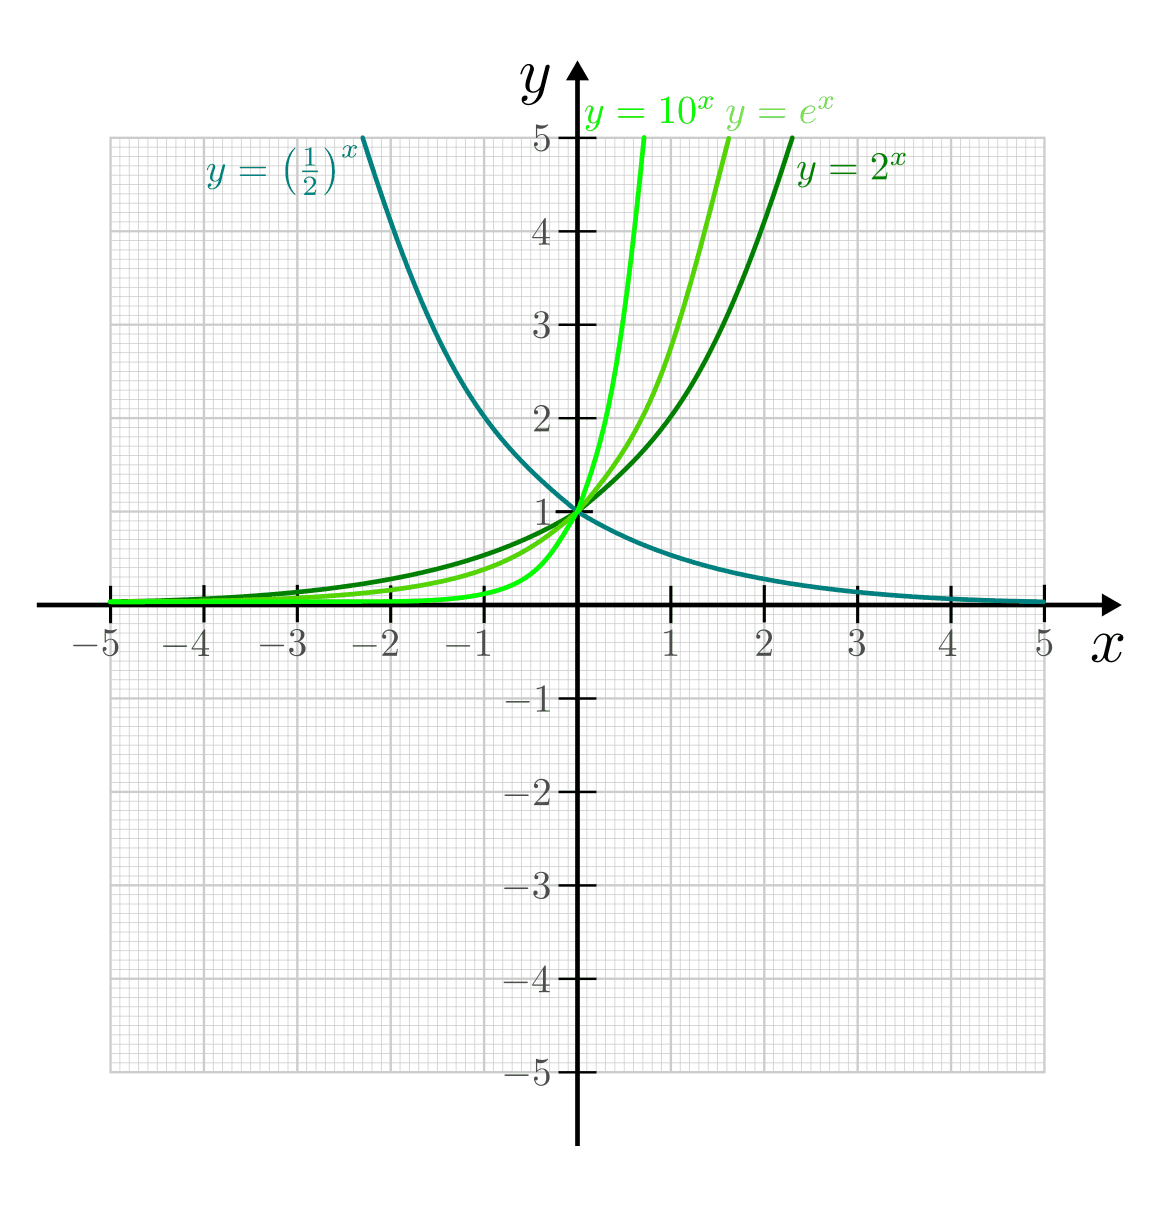 y
y = 10^x y = e^x
5
y = (1/2)^x
y = 2^x
4
3
2
1
−5 −4 −3 −2 −1 1 2 3 4 5 x
−1
−2
−3
−4
−5